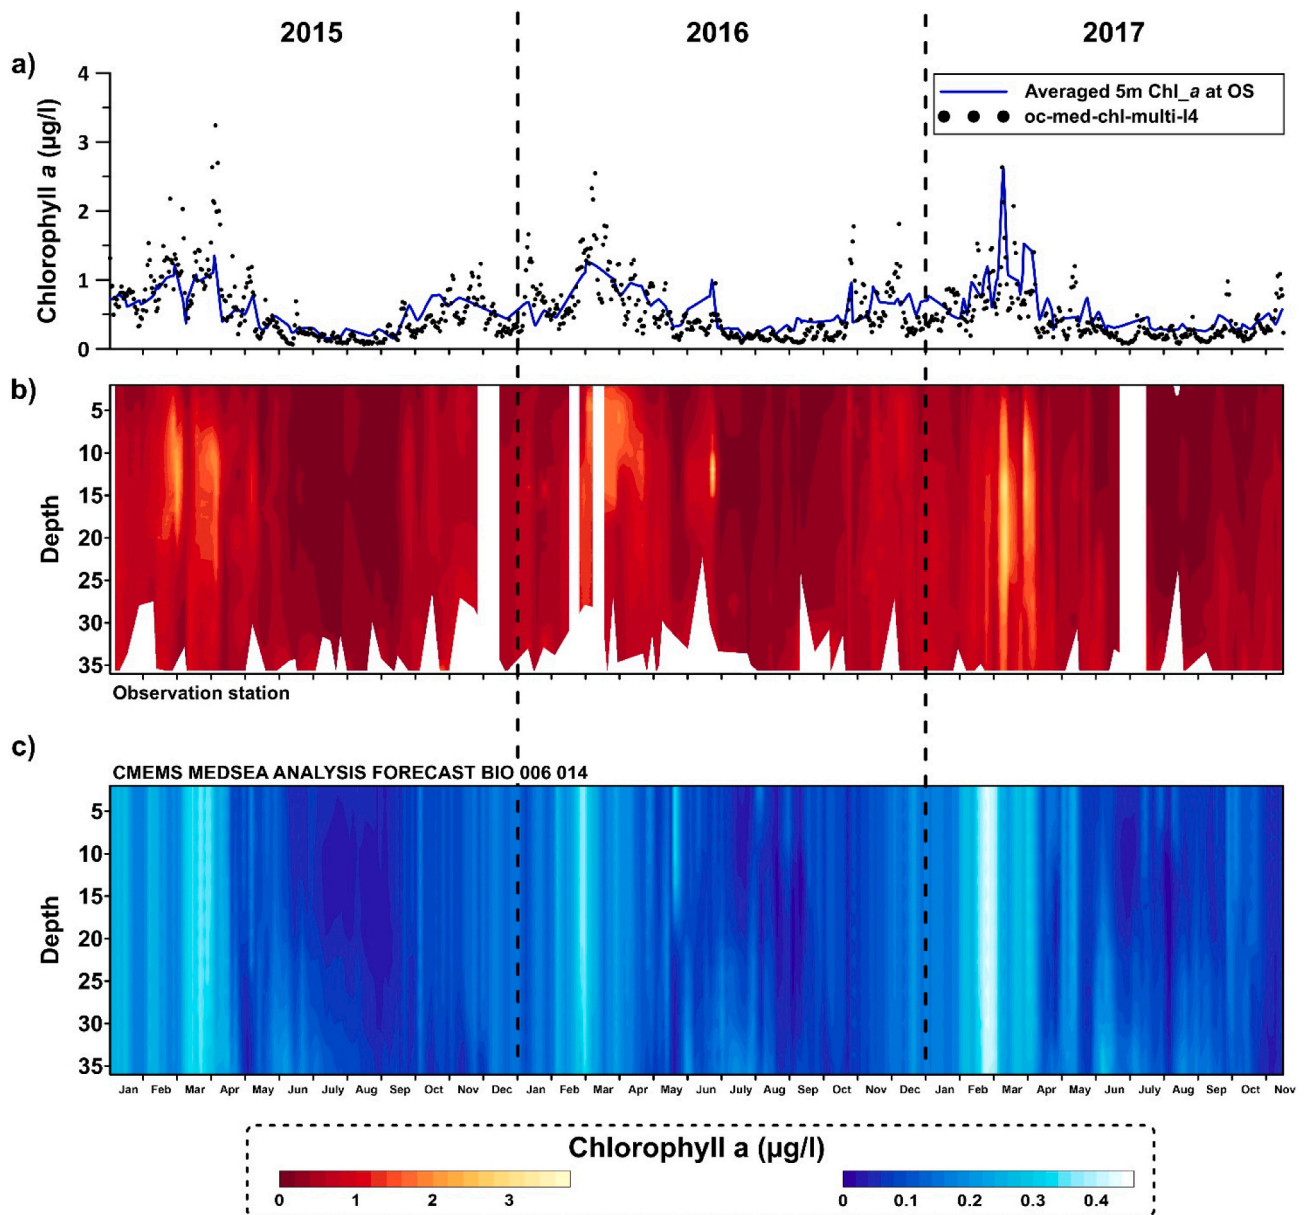 2015 2016 2017
a)
4
3
2
1
0
Chlorophyll a (µg/l)
Averaged 5m Chl_a at OS
oc-med-chl-multi-l4
b)
5
10
15
20
25
30
35
Depth
Observation station
c)
CMEMS MEDSEA ANALYSIS FORECAST BIO 006 014
5
10
15
20
25
30
35
Depth
Jan Feb Mar Apr May Jun July Aug Sep Oct Nov Dec Jan Feb Mar Apr May Jun July Aug Sep Oct Nov Dec Jan Feb Mar Apr May Jun July Aug Sep Oct Nov
Chlorophyll a (µg/l)
0 1 2 3
0 0.1 0.2 0.3 0.4